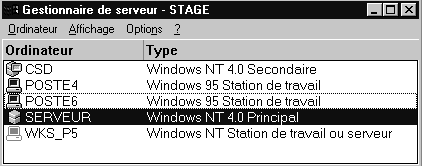 Gestionnaire de serveur - STAGE
Ordinateur Affichage Options ?
Ordinateur Type
CSD Windows NT 4.0 Secondaire
POSTE4 Windows 95 Station de travail
POSTE6 Windows 95 Station de travail
SERVEUR Windows NT 4.0 Principal
WKS_P5 Windows NT Station de travail ou serveur